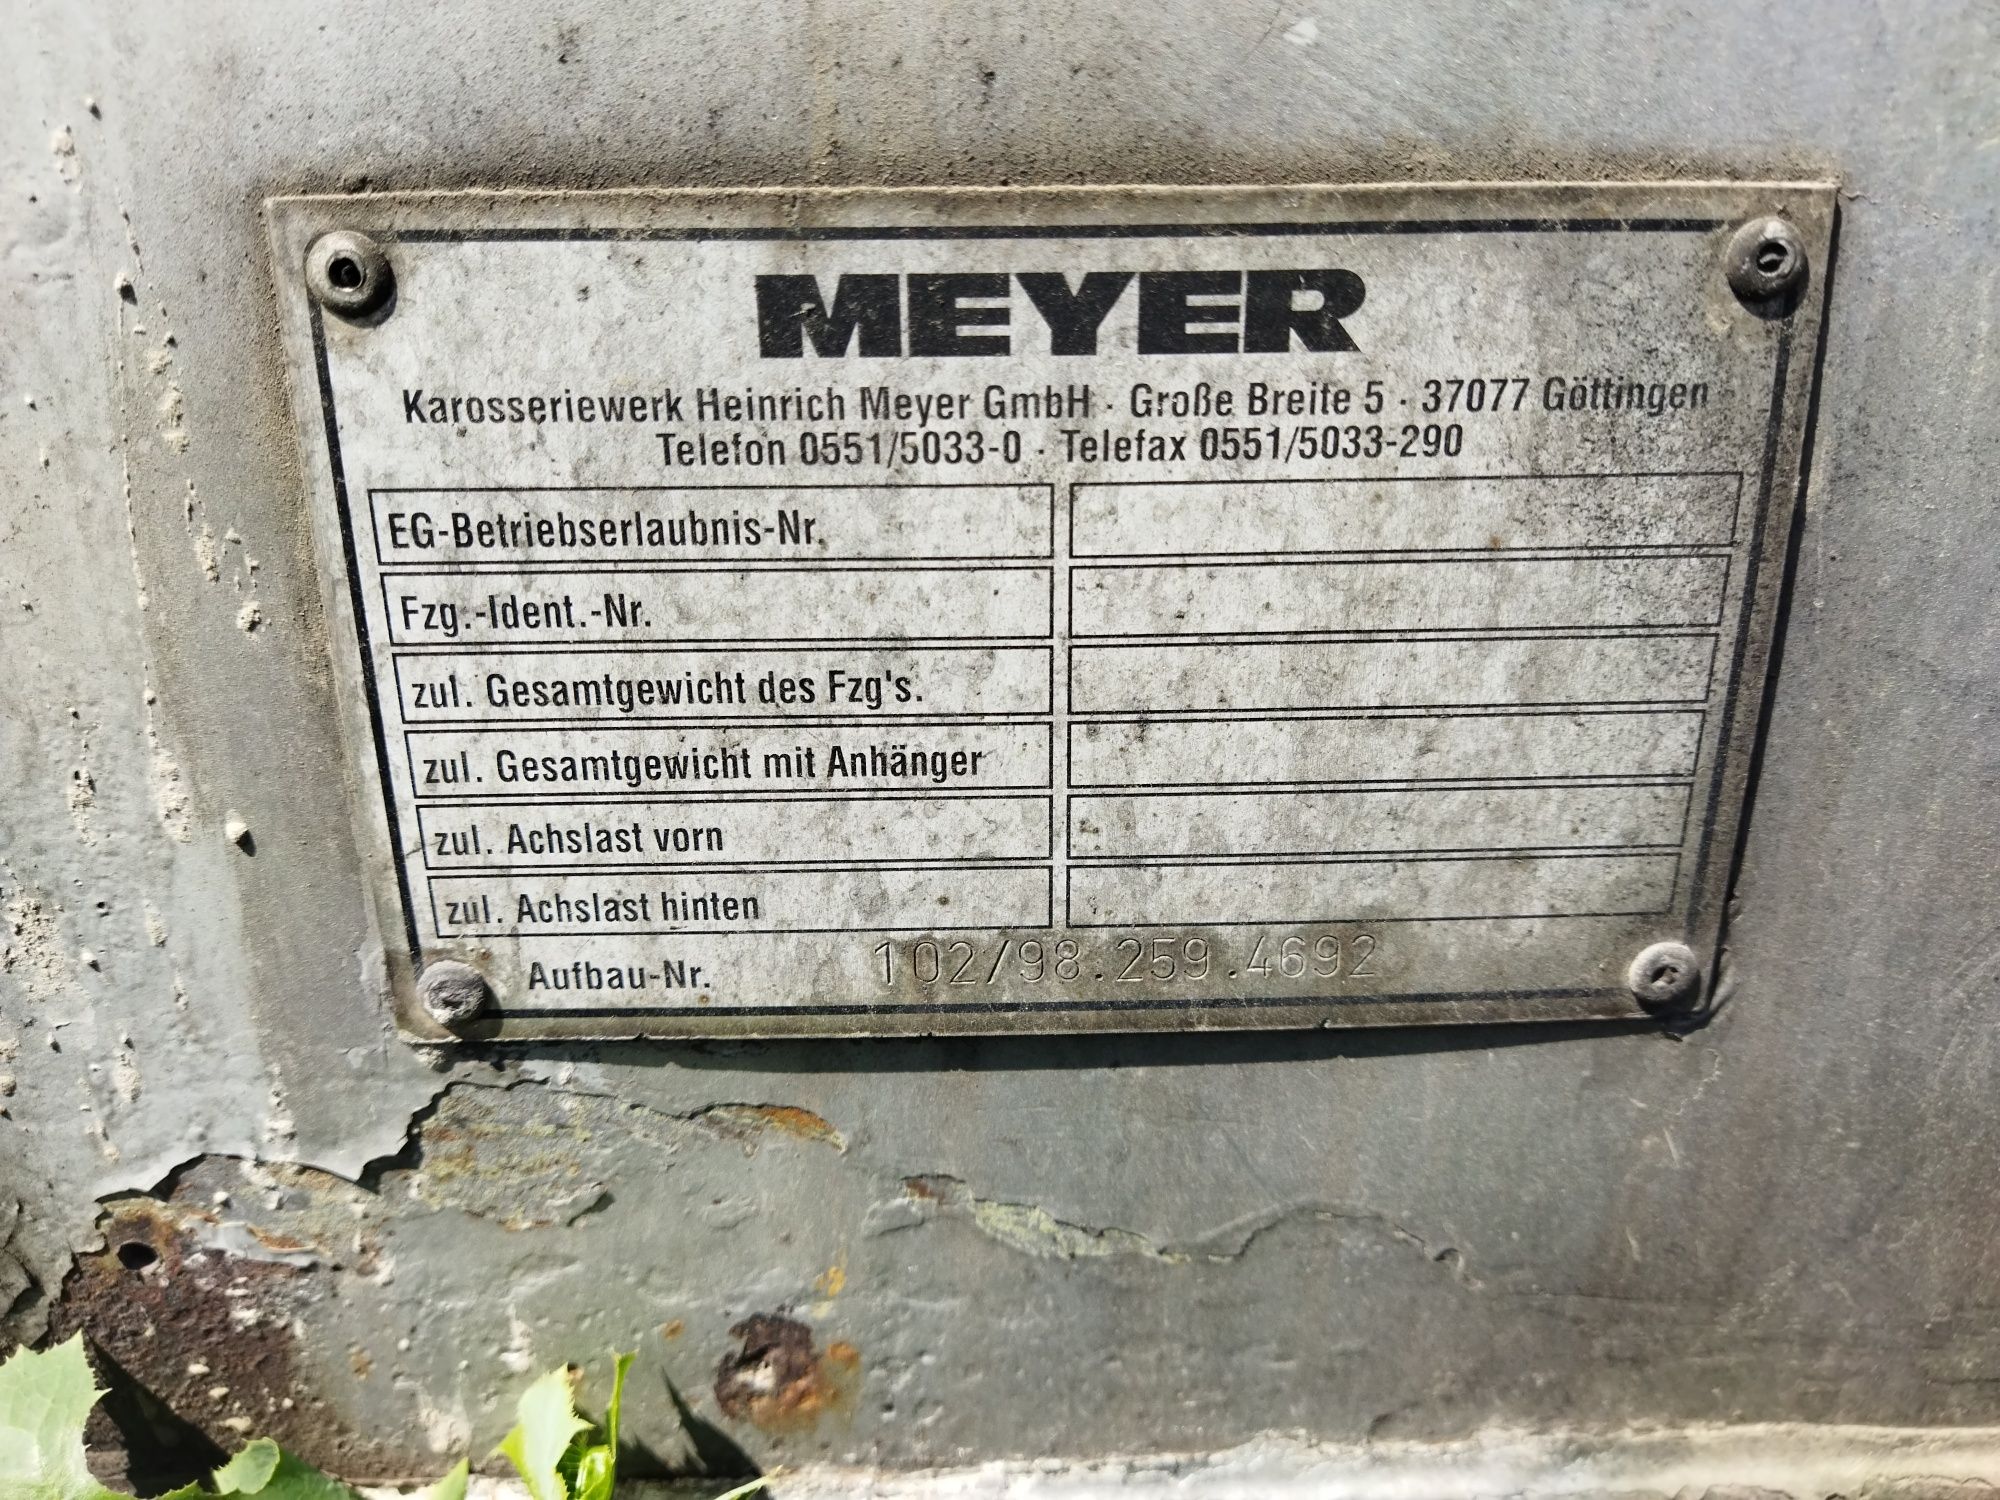 MEYER
Karosseriewerk Heinrich Meyer GmbH · Große Breite 5 · 37077 Göttingen
Telefon 0551/5033-0 · Telefax 0551/5033-290
EG-Betriebserlaubnis-Nr.
Fzg.-Ident.-Nr.
zul. Gesamtgewicht des Fzg's.
zul. Gesamtgewicht mit Anhänger
zul. Achslast vorn
zul. Achslast hinten
Aufbau-Nr. 102/98.259.4692